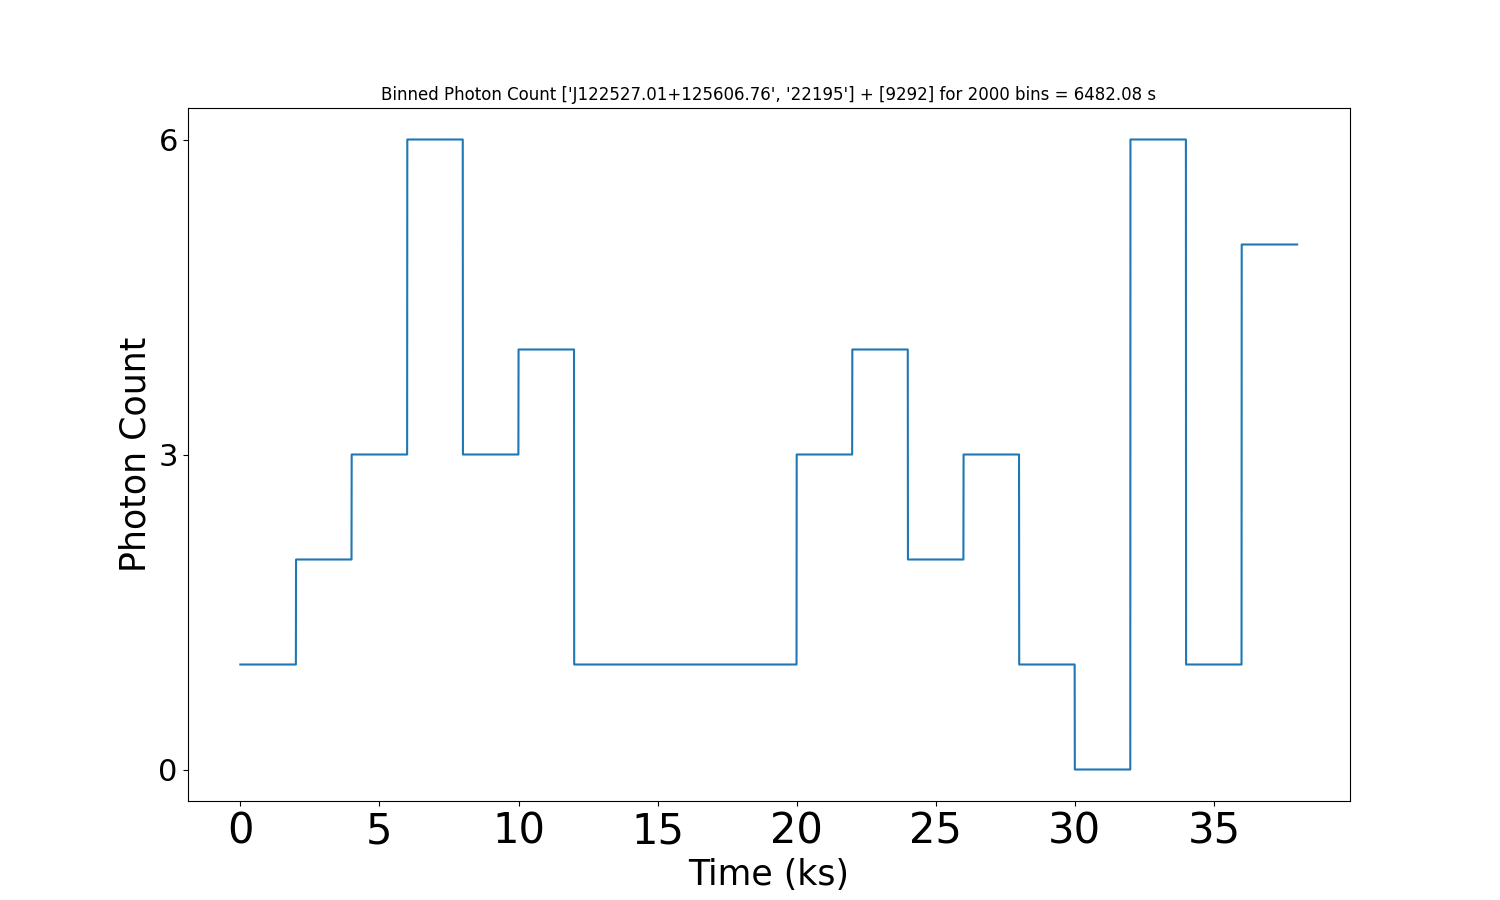 Binned Photon Count ['J122527.01+125606.76', '22195'] + [9292] for 2000 bins = 6482.08 s
6
3
0
Photon Count
0 5 10 15 20 25 30 35
Time (ks)